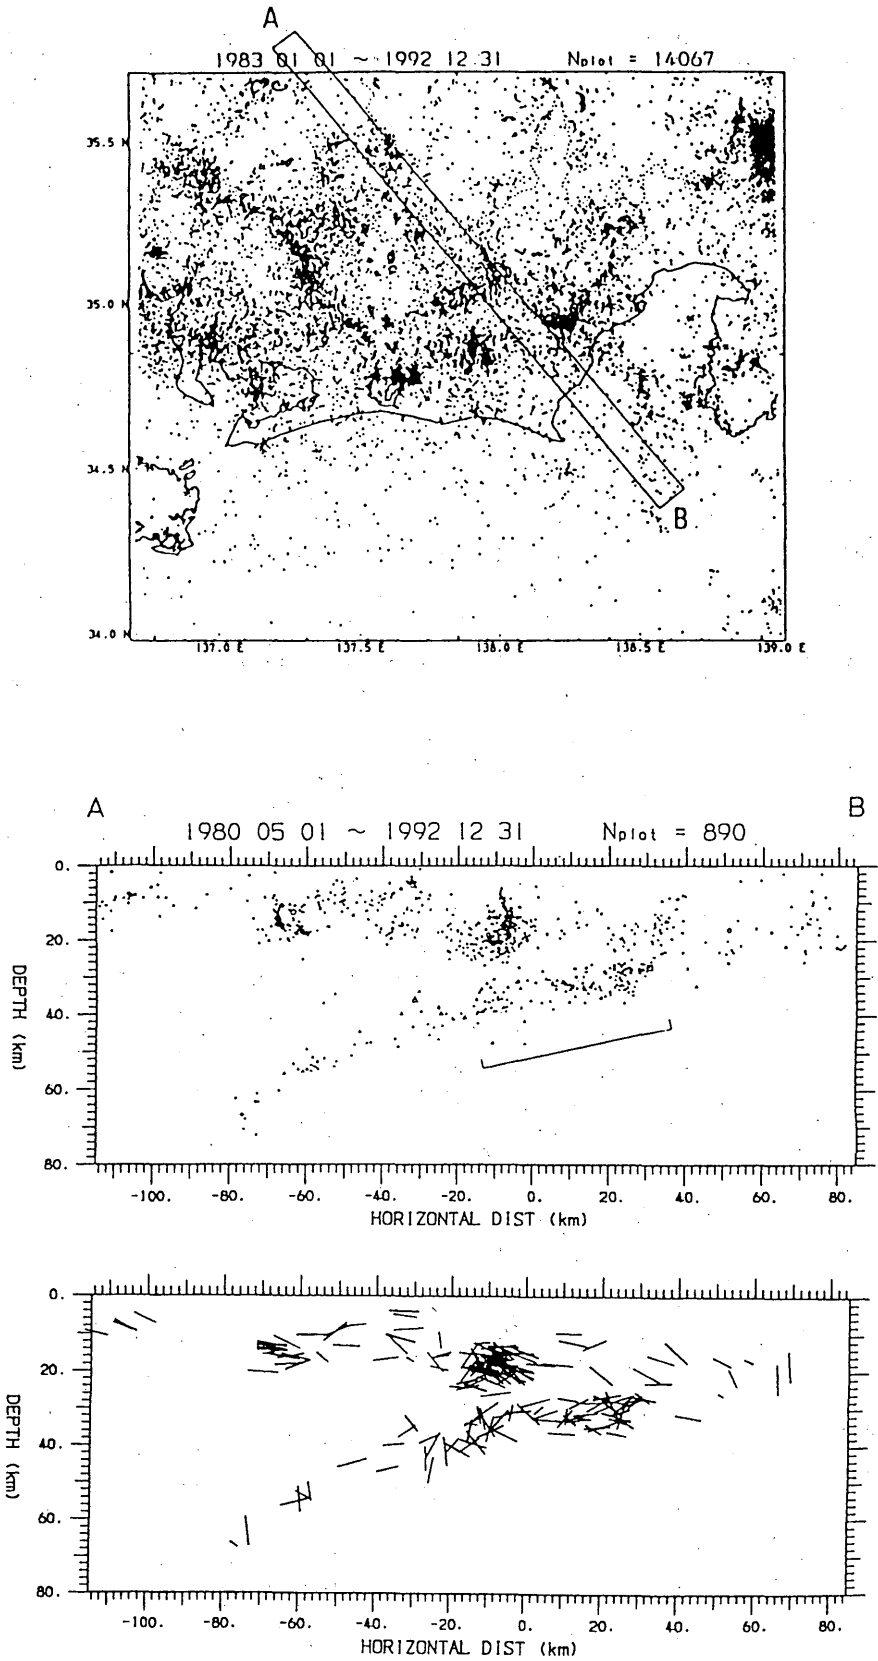 A
1983 01 01 ~ 1992 12.31 Nplot = 14067
35.5 N
35.0 N
34.5 N
34.0 N
137.0 E 137.5 E 138.0 E 138.5 E 139.0 E
B
A B
1980 05 01 ~ 1992 12 31 Nplot = 890
0.
20.
40.
60.
80.
DEPTH (km)
-100. -80. -60. -40. -20. 0. 20. 40. 60. 80.
HORIZONTAL DIST (km)
0.
20.
40.
60.
80.
DEPTH (km)
-100. -80. -60. -40. -20. 0. 20. 40. 60. 80.
HORIZONTAL DIST (km)